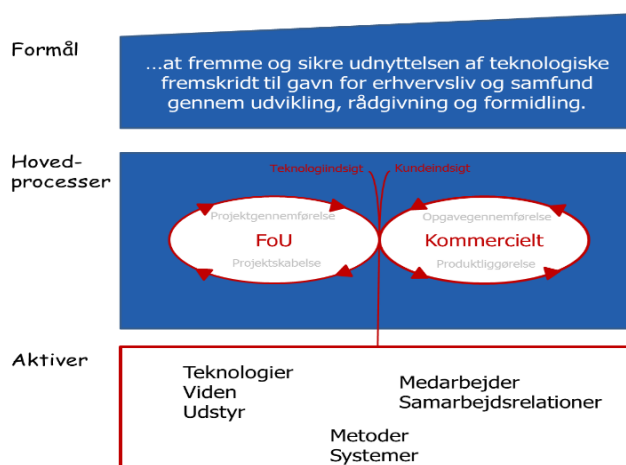 Formål
...at fremme og sikre udnyttelsen af teknologiske
fremskridt til gavn for erhvervsliv og samfund
gennem udvikling, rådgivning og formidling.
Hoved-
processer
Teknologiindsigt
Kundeindsigt
Projektgennemførelse
FoU
Projektskabelse
Opgavegennemførelse
Kommercielt
Produktliggørelse
Aktiver
Teknologier
Viden
Udstyr
Medarbejder
Samarbejdsrelationer
Metoder
Systemer